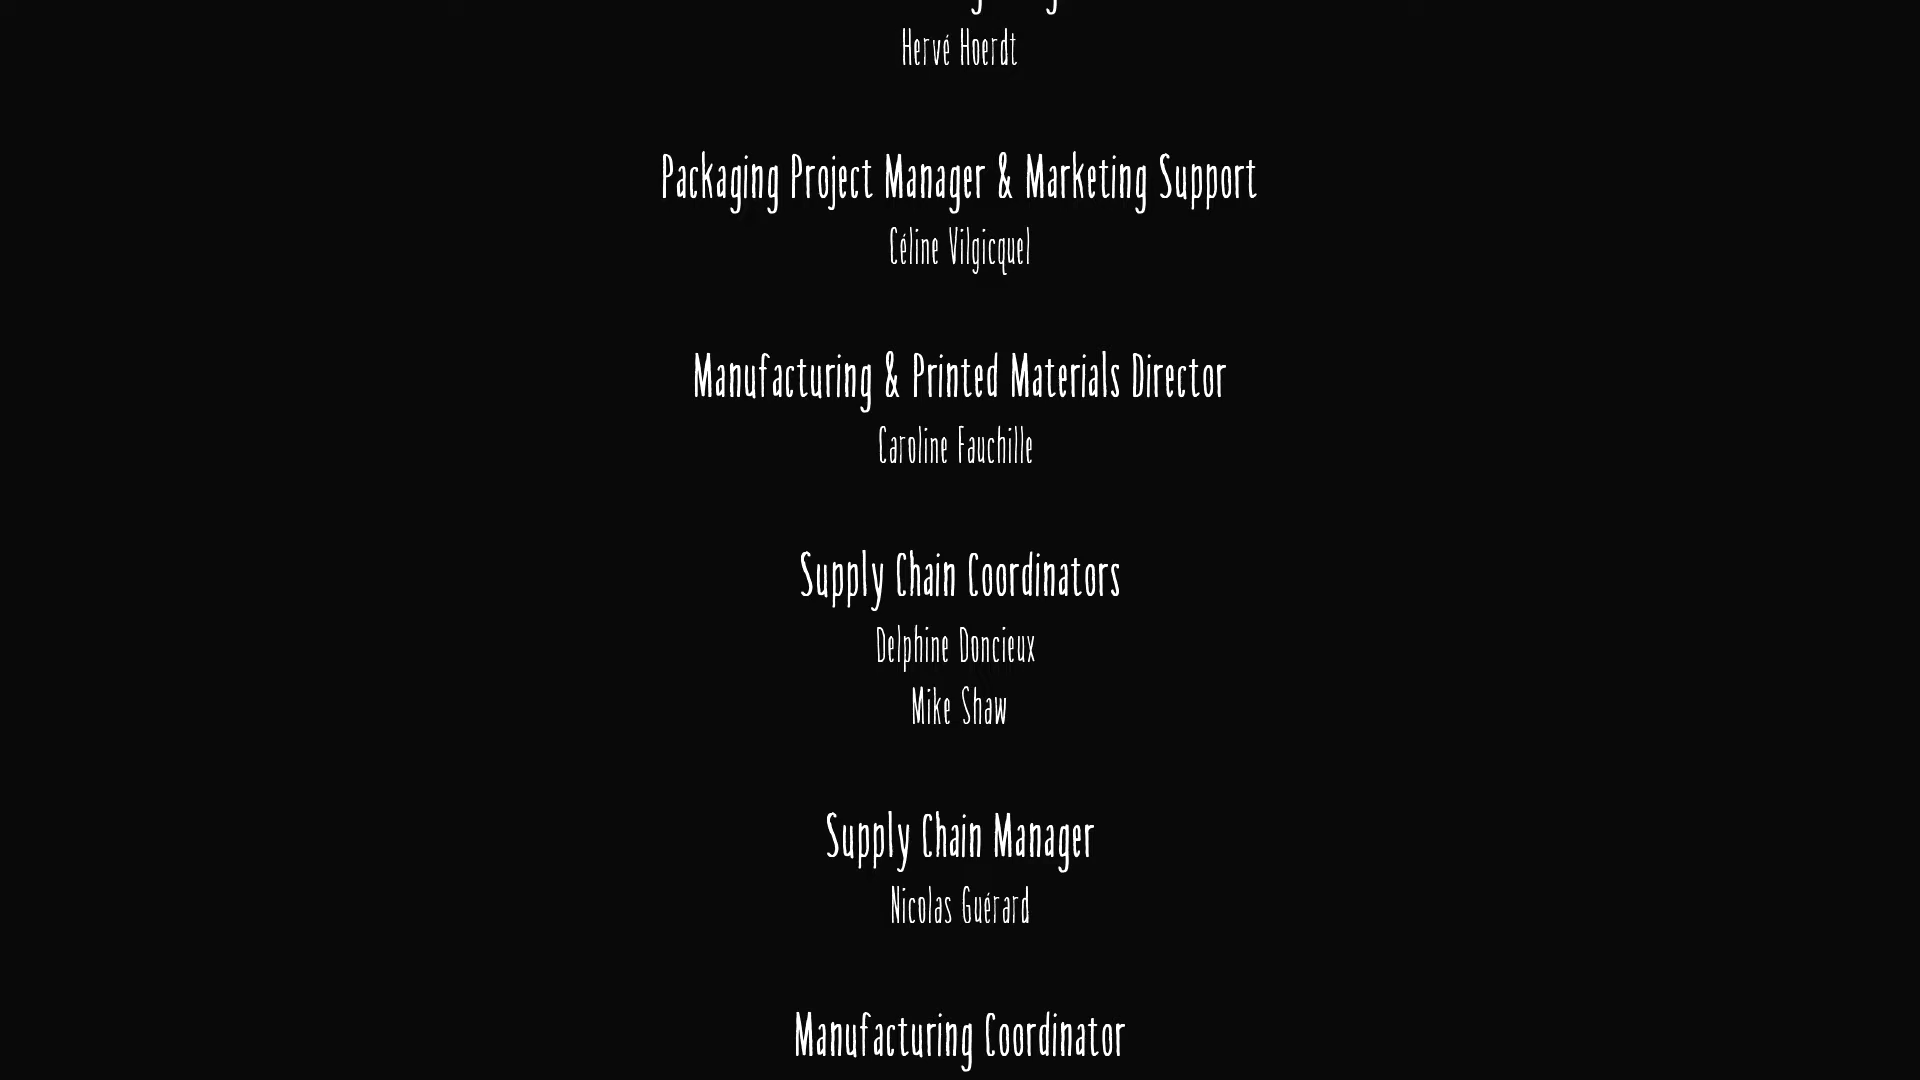 Hervé Hoerdt
Packaging Project Manager & Marketing Support
Céline Vilgicquel
Manufacturing & Printed Materials Director
Caroline Fauchille
Supply Chain Coordinators
Delphine Doncieux
Mike Shaw
Supply Chain Manager
Nicolas Guérard
Manufacturing Coordinator